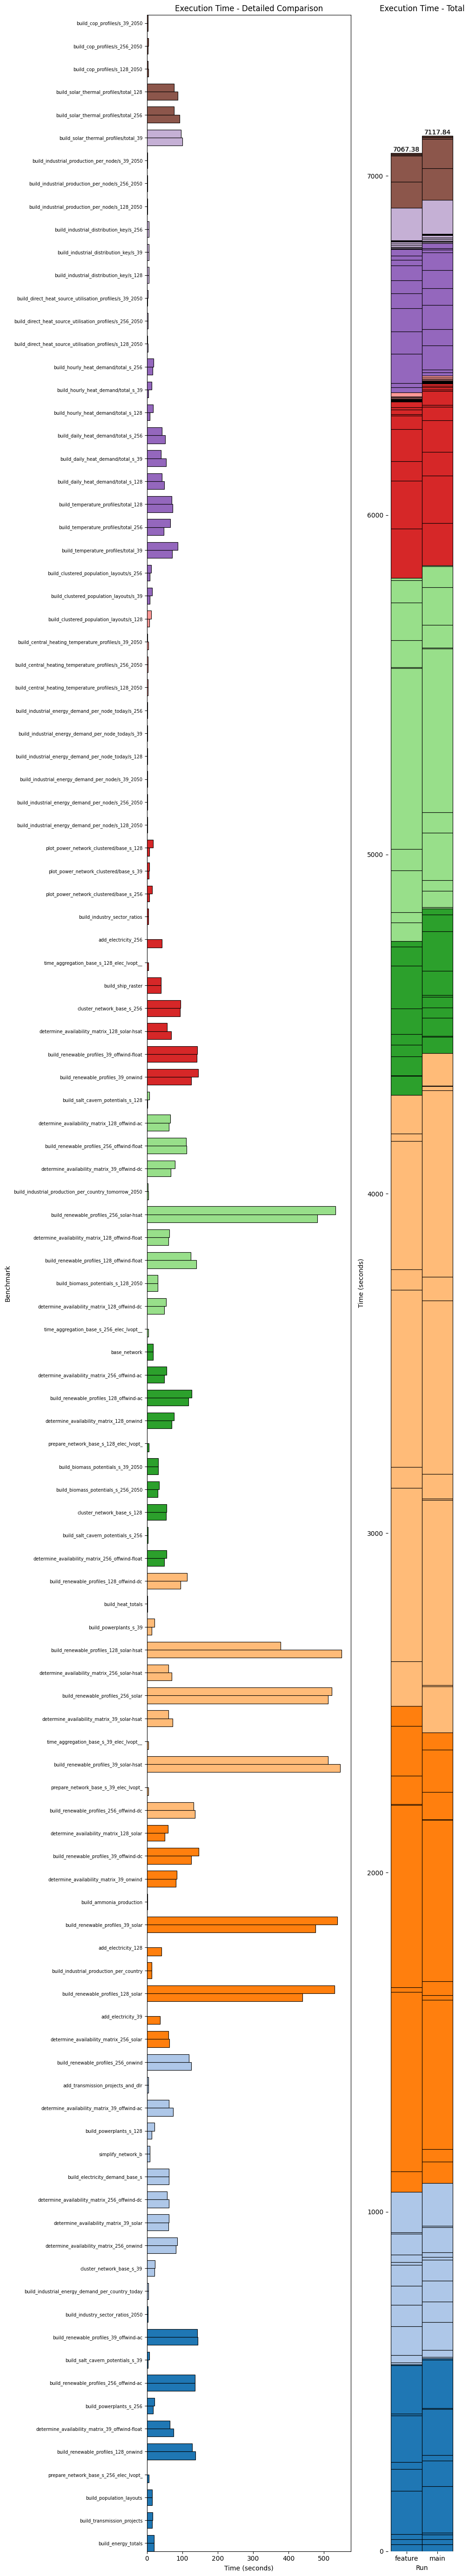 Execution Time - Detailed Comparison
Execution Time - Total
build_cop_profiles/s_39_2050
build_cop_profiles/s_256_2050
build_cop_profiles/s_128_2050
build_solar_thermal_profiles/total_128
build_solar_thermal_profiles/total_256
build_solar_thermal_profiles/total_39
build_industrial_production_per_node/s_39_2050
build_industrial_production_per_node/s_256_2050
build_industrial_production_per_node/s_128_2050
build_industrial_distribution_key/s_256
build_industrial_distribution_key/s_39
build_industrial_distribution_key/s_128
build_direct_heat_source_utilisation_profiles/s_39_2050
build_direct_heat_source_utilisation_profiles/s_256_2050
build_direct_heat_source_utilisation_profiles/s_128_2050
build_hourly_heat_demand/total_s_256
build_hourly_heat_demand/total_s_39
build_hourly_heat_demand/total_s_128
build_daily_heat_demand/total_s_256
build_daily_heat_demand/total_s_39
build_daily_heat_demand/total_s_128
build_temperature_profiles/total_128
build_temperature_profiles/total_256
build_temperature_profiles/total_39
build_clustered_population_layouts/s_256
build_clustered_population_layouts/s_39
build_clustered_population_layouts/s_128
build_central_heating_temperature_profiles/s_39_2050
build_central_heating_temperature_profiles/s_256_2050
build_central_heating_temperature_profiles/s_128_2050
build_industrial_energy_demand_per_node_today/s_256
build_industrial_energy_demand_per_node_today/s_39
build_industrial_energy_demand_per_node_today/s_128
build_industrial_energy_demand_per_node/s_39_2050
build_industrial_energy_demand_per_node/s_256_2050
build_industrial_energy_demand_per_node/s_128_2050
plot_power_network_clustered/base_s_128
plot_power_network_clustered/base_s_39
plot_power_network_clustered/base_s_256
build_industry_sector_ratios
add_electricity_256
time_aggregation_base_s_128_elec_lvopt__
build_ship_raster
cluster_network_base_s_256
determine_availability_matrix_128_solar-hsat
build_renewable_profiles_39_offwind-float
build_renewable_profiles_39_onwind
build_salt_cavern_potentials_s_128
determine_availability_matrix_128_offwind-ac
build_renewable_profiles_256_offwind-float
determine_availability_matrix_39_offwind-dc
build_industrial_production_per_country_tomorrow_2050
build_renewable_profiles_256_solar-hsat
determine_availability_matrix_128_offwind-float
build_renewable_profiles_128_offwind-float
build_biomass_potentials_s_128_2050
determine_availability_matrix_128_offwind-dc
time_aggregation_base_s_256_elec_lvopt__
base_network
determine_availability_matrix_256_offwind-ac
build_renewable_profiles_128_offwind-ac
determine_availability_matrix_128_onwind
prepare_network_base_s_128_elec_lvopt_
build_biomass_potentials_s_39_2050
build_biomass_potentials_s_256_2050
cluster_network_base_s_128
build_salt_cavern_potentials_s_256
determine_availability_matrix_256_offwind-float
build_renewable_profiles_128_offwind-dc
build_heat_totals
build_powerplants_s_39
build_renewable_profiles_128_solar-hsat
determine_availability_matrix_256_solar-hsat
build_renewable_profiles_256_solar
determine_availability_matrix_39_solar-hsat
time_aggregation_base_s_39_elec_lvopt__
build_renewable_profiles_39_solar-hsat
prepare_network_base_s_39_elec_lvopt_
build_renewable_profiles_256_offwind-dc
determine_availability_matrix_128_solar
build_renewable_profiles_39_offwind-dc
determine_availability_matrix_39_onwind
build_ammonia_production
build_renewable_profiles_39_solar
add_electricity_128
build_industrial_production_per_country
build_renewable_profiles_128_solar
add_electricity_39
determine_availability_matrix_256_solar
build_renewable_profiles_256_onwind
add_transmission_projects_and_dlr
determine_availability_matrix_39_offwind-ac
build_powerplants_s_128
simplify_network_b
build_electricity_demand_base_s
determine_availability_matrix_256_offwind-dc
determine_availability_matrix_39_solar
determine_availability_matrix_256_onwind
cluster_network_base_s_39
build_industrial_energy_demand_per_country_today
build_industry_sector_ratios_2050
build_renewable_profiles_39_offwind-ac
build_salt_cavern_potentials_s_39
build_renewable_profiles_256_offwind-ac
build_powerplants_s_256
determine_availability_matrix_39_offwind-float
build_renewable_profiles_128_onwind
prepare_network_base_s_256_elec_lvopt_
build_population_layouts
build_transmission_projects
build_energy_totals
Benchmark
0 100 200 300 400 500
Time (seconds)
7067.38
7117.84
7000
6000
5000
4000
3000
2000
1000
0
Time (seconds)
feature main
Run